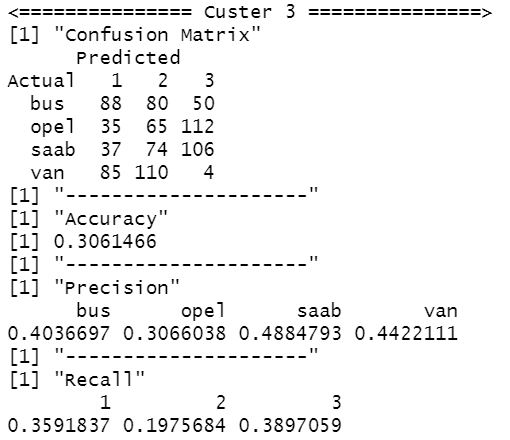 <=============== Custer 3 ===============>
[1] "Confusion Matrix"
      Predicted
Actual   1   2   3
  bus   88  80  50
  opel  35  65 112
  saab  37  74 106
  van   85 110   4
[1] "---------------------"
[1] "Accuracy"
[1] 0.3061466
[1] "---------------------"
[1] "Precision"
      bus      opel      saab       van
0.4036697 0.3066038 0.4884793 0.4422111
[1] "---------------------"
[1] "Recall"
        1         2         3
0.3591837 0.1975684 0.3897059